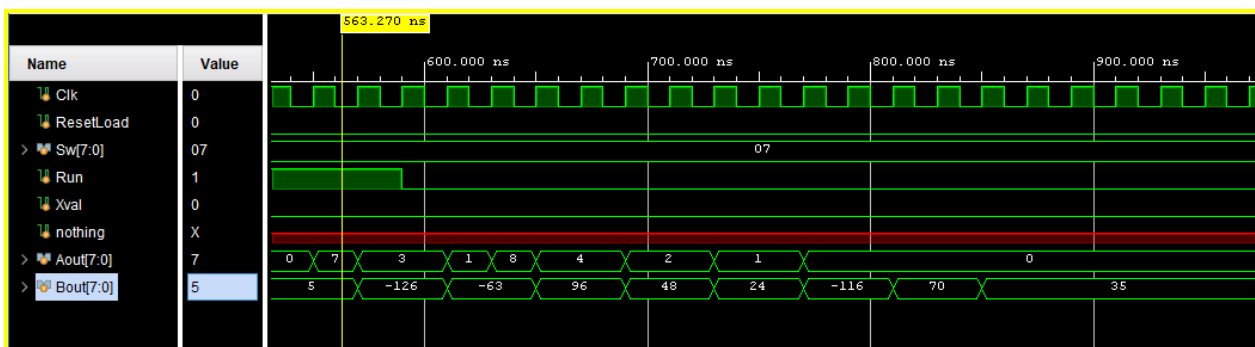 563.270 ns
Name Value
600.000 ns 700.000 ns 800.000 ns 900.000 ns
Clk 0
ResetLoad 0
Sw[7:0] 07 07
Run 1
Xval 0
nothing X
Aout[7:0] 7 0 7 3 1 8 4 2 1 0
Bout[7:0] 5 5 -126 -63 96 48 24 -116 70 35